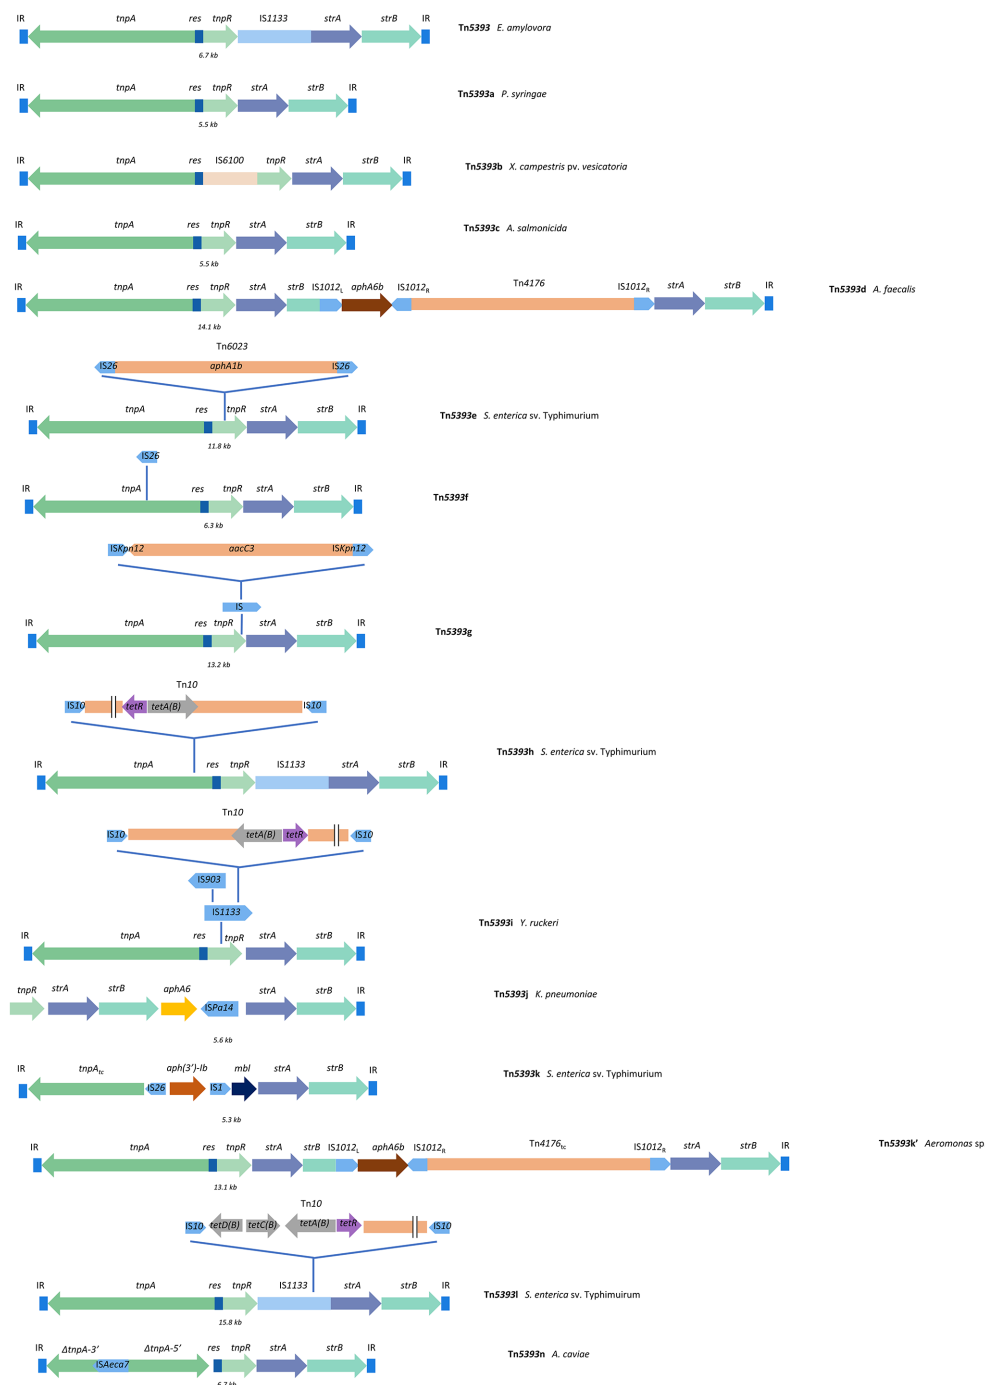 IR tnpA res tnpR IS1133 strA strB IR
Tn5393 E. amylovora
6.7 kb
IR tnpA res tnpR strA strB IR
Tn5393a P. syringae
5.5 kb
IR tnpA res IS6100 tnpR strA strB IR
Tn5393b X. campestris pv. vesicatoria
IR tnpA res tnpR strA strB IR
Tn5393c A. salmonicida
5.5 kb
IR tnpA res tnpR strA strB IS1012L aphA6b IS1012R Tn4176 IS1012R strA strB IR
Tn5393d A. faecalis
14.1 kb
Tn6023
IS26 aphA1b IS26
IR tnpA res tnpR strA strB IR
Tn5393e S. enterica sv. Typhimurium
11.8 kb
IS26
IR tnpA res tnpR strA strB IR
Tn5393f
6.3 kb
ISKpn12 aacC3 ISKpn12
IS
IR tnpA res tnpR strA strB IR
Tn5393g
13.2 kb
Tn10
IS10 tetR tetA(B) IS10
IR tnpA res tnpR IS1133 strA strB IR
Tn5393h S. enterica sv. Typhimurium
Tn10
IS10 tetA(B) tetR IS10
IS903
IS1133
IR tnpA res tnpR strA strB IR
Tn5393i Y. ruckeri
tnpR strA strB aphA6 ISPa14 strA strB IR
Tn5393j K. pneumoniae
5.6 kb
IR tnpAtc IS26 aph(3')-Ib IS1 mbl strA strB IR
Tn5393k S. enterica sv. Typhimurium
5.3 kb
IR tnpA res tnpR strA strB IS1012L aphA6b IS1012R Tn4176tc IS1012R strA strB IR
Tn5393k' Aeromonas sp
13.1 kb
Tn10
IS10 tetD(B) tetC(B) tetA(B) tetR IS10
IR tnpA res tnpR IS1133 strA strB IR
Tn5393l S. enterica sv. Typhimuirum
15.8 kb
IR ΔtnpA-3' ISAeca7 ΔtnpA-5' res tnpR strA strB IR
Tn5393n A. caviae
6.7 kb